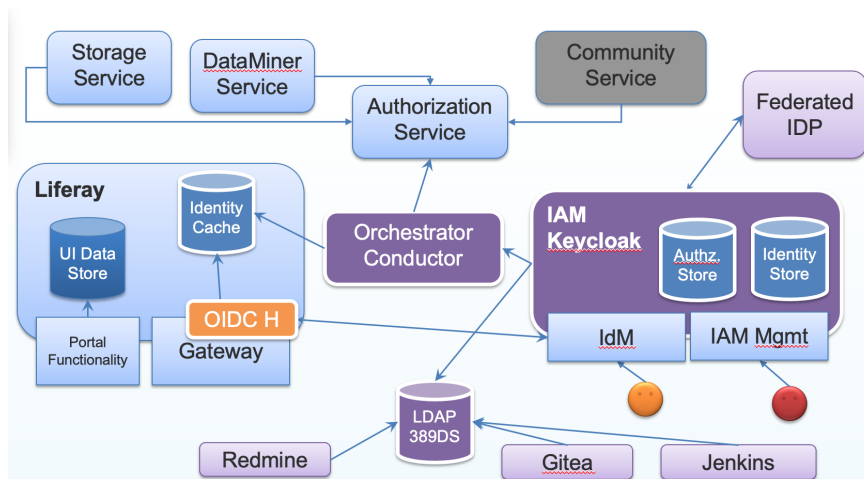 Storage
Service
DataMiner
Service
Community
Service
Authorization
Service
Federated
IDP
Liferay
Identity
Cache
UI Data
Store
Orchestrator
Conductor
IAM
Keycloak
Authz.
Store
Identity
Store
OIDC H
Portal
Functionality
Gateway
IdM
IAM Mgmt
LDAP
389DS
Redmine
Gitea
Jenkins